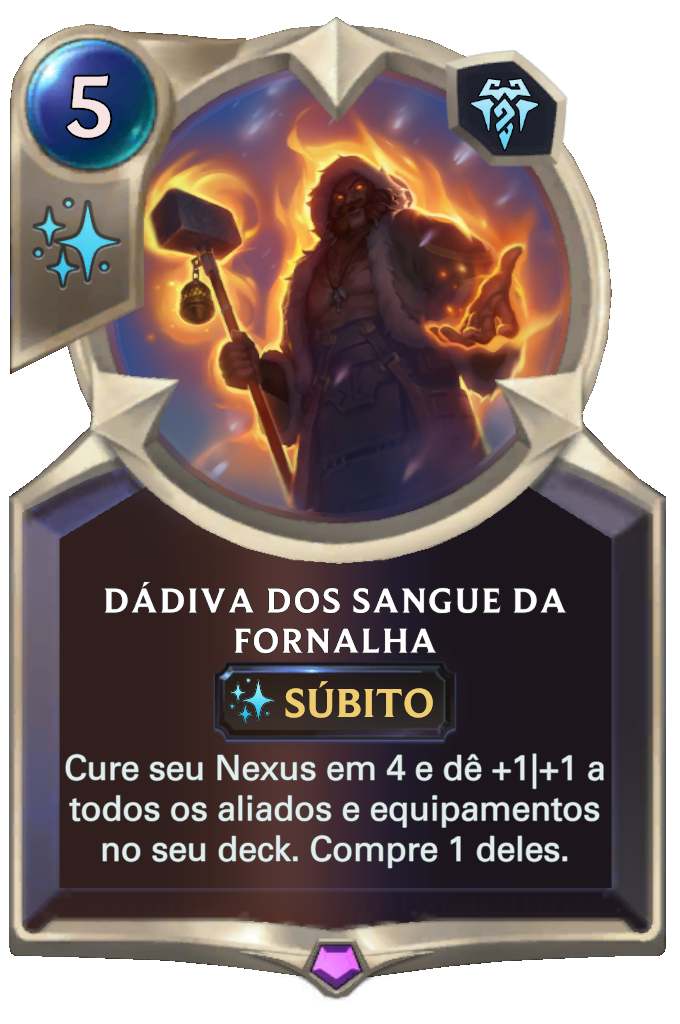 5
DÁDIVA DOS SANGUE DA
FORNALHA
SÚBITO
Cure seu Nexus em 4 e dê +1|+1 a
todos os aliados e equipamentos
no seu deck. Compre 1 deles.